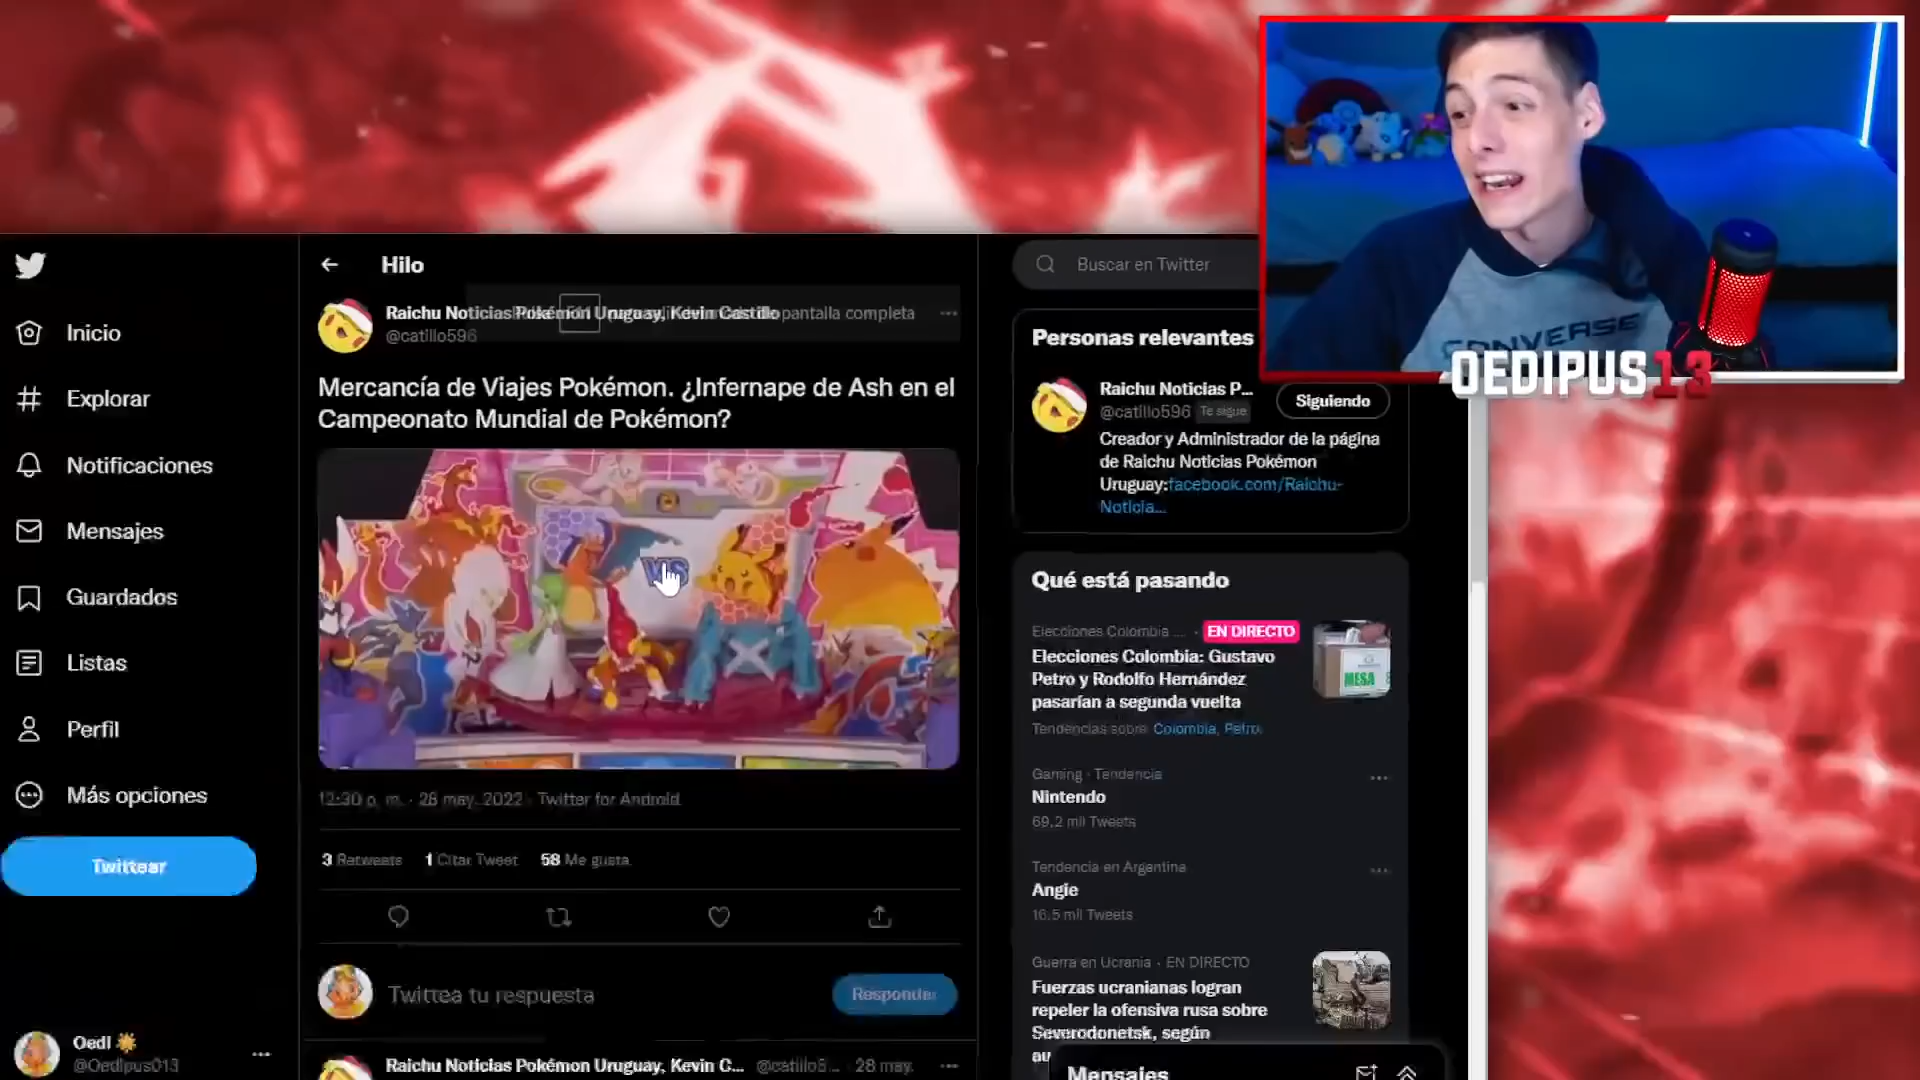 Hilo
Raichu Noticias Pokémon Uruguay, Kevin Castillo
pantalla completa
@catillo596
Mercancía de Viajes Pokémon. ¿Infernape de Ash en el
Campeonato Mundial de Pokémon?
VS
12:30 p. m. · 28 may. 2022 · Twitter for Android
3 Retweets 1 Citar Tweet 58 Me gusta
Twittea tu respuesta
Responder
Raichu Noticias Pokémon Uruguay, Kevin C... @catillo5... · 28 may.
Inicio
Explorar
Notificaciones
Mensajes
Guardados
Listas
Perfil
Más opciones
Twittear
Oedi
@Oedipus013
Buscar en Twitter
Personas relevantes
Raichu Noticias P...
@catillo596 Te sigue
Siguiendo
Creador y Administrador de la página
de Raichu Noticias Pokémon
Uruguay:facebook.com/Raichu-
Noticia...
Qué está pasando
Elecciones Colombia ... · EN DIRECTO
Elecciones Colombia: Gustavo
Petro y Rodolfo Hernández
pasarían a segunda vuelta
MESA
Tendencias sobre Colombia, Petro
Gaming · Tendencia
Nintendo
69,2 mil Tweets
Tendencia en Argentina
Angie
16,5 mil Tweets
Guerra en Ucrania · EN DIRECTO
Fuerzas ucranianas logran
repeler la ofensiva rusa sobre
Severodonetsk, según
au
Mensajes
CONVERSE
OEDIPUS13